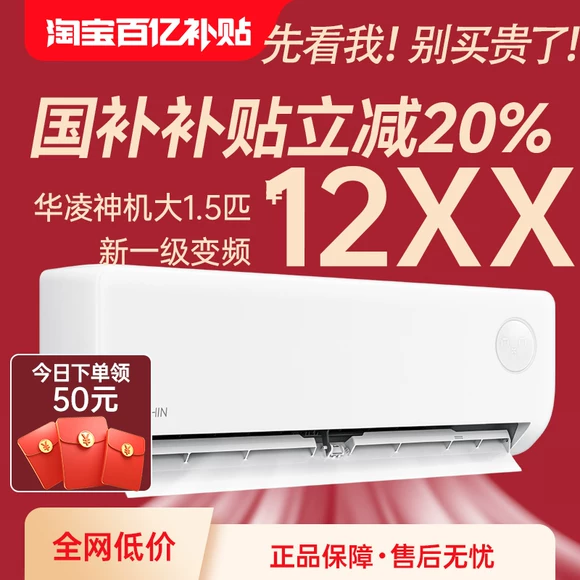 淘宝百亿补贴
先看我！别买贵了！
国补补贴立减20%
华凌神机大1.5匹
新一级变频
¥12XX
HIN
今日下单领
50元
全网低价
正品保障·售后无忧